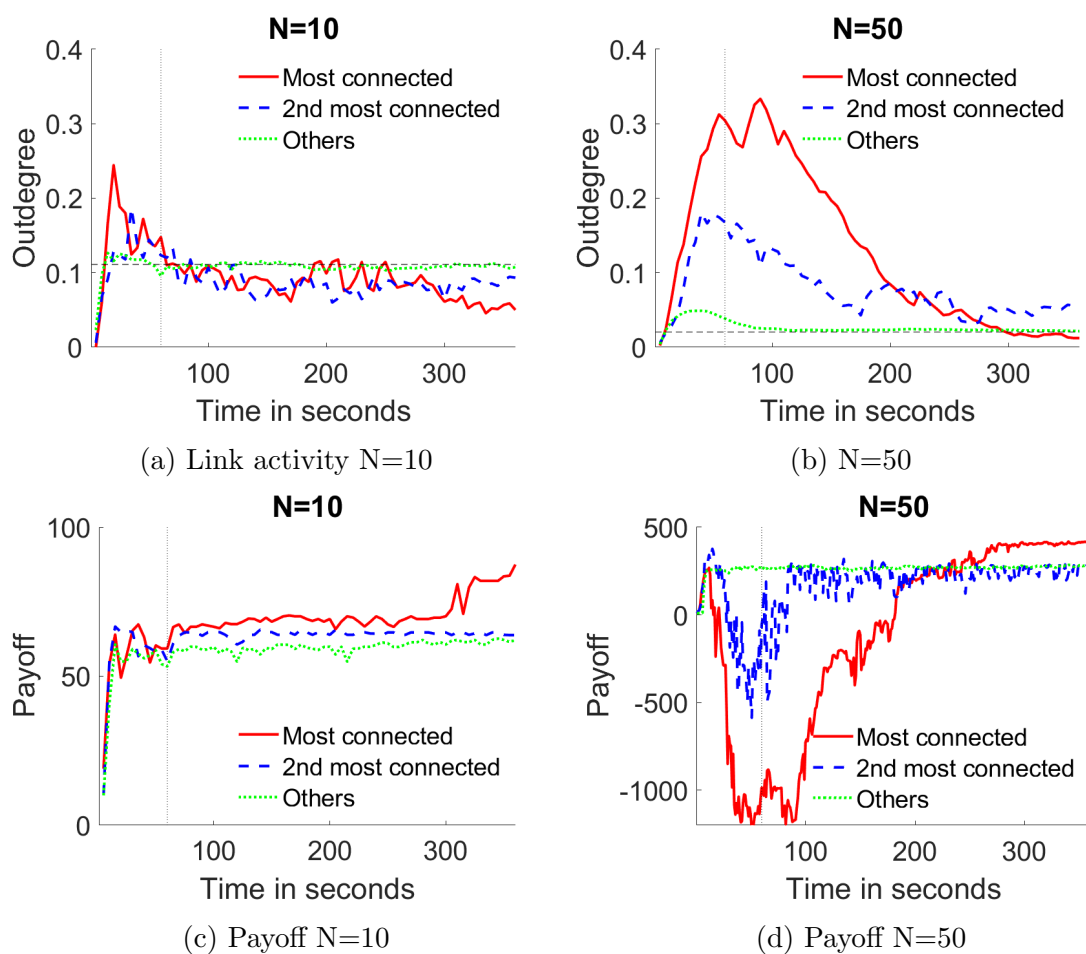 N=10
0.4
0.3
0.2
0.1
0
Outdegree
Most connected
2nd most connected
Others
100
200
300
Time in seconds
(a) Link activity N=10
N=50
0.4
0.3
0.2
0.1
0
Outdegree
Most connected
2nd most connected
Others
100
200
300
Time in seconds
(b) N=50
N=10
100
50
0
Payoff
Most connected
2nd most connected
Others
100
200
300
Time in seconds
(c) Payoff N=10
N=50
500
0
-500
-1000
Payoff
Most connected
2nd most connected
Others
100
200
300
Time in seconds
(d) Payoff N=50